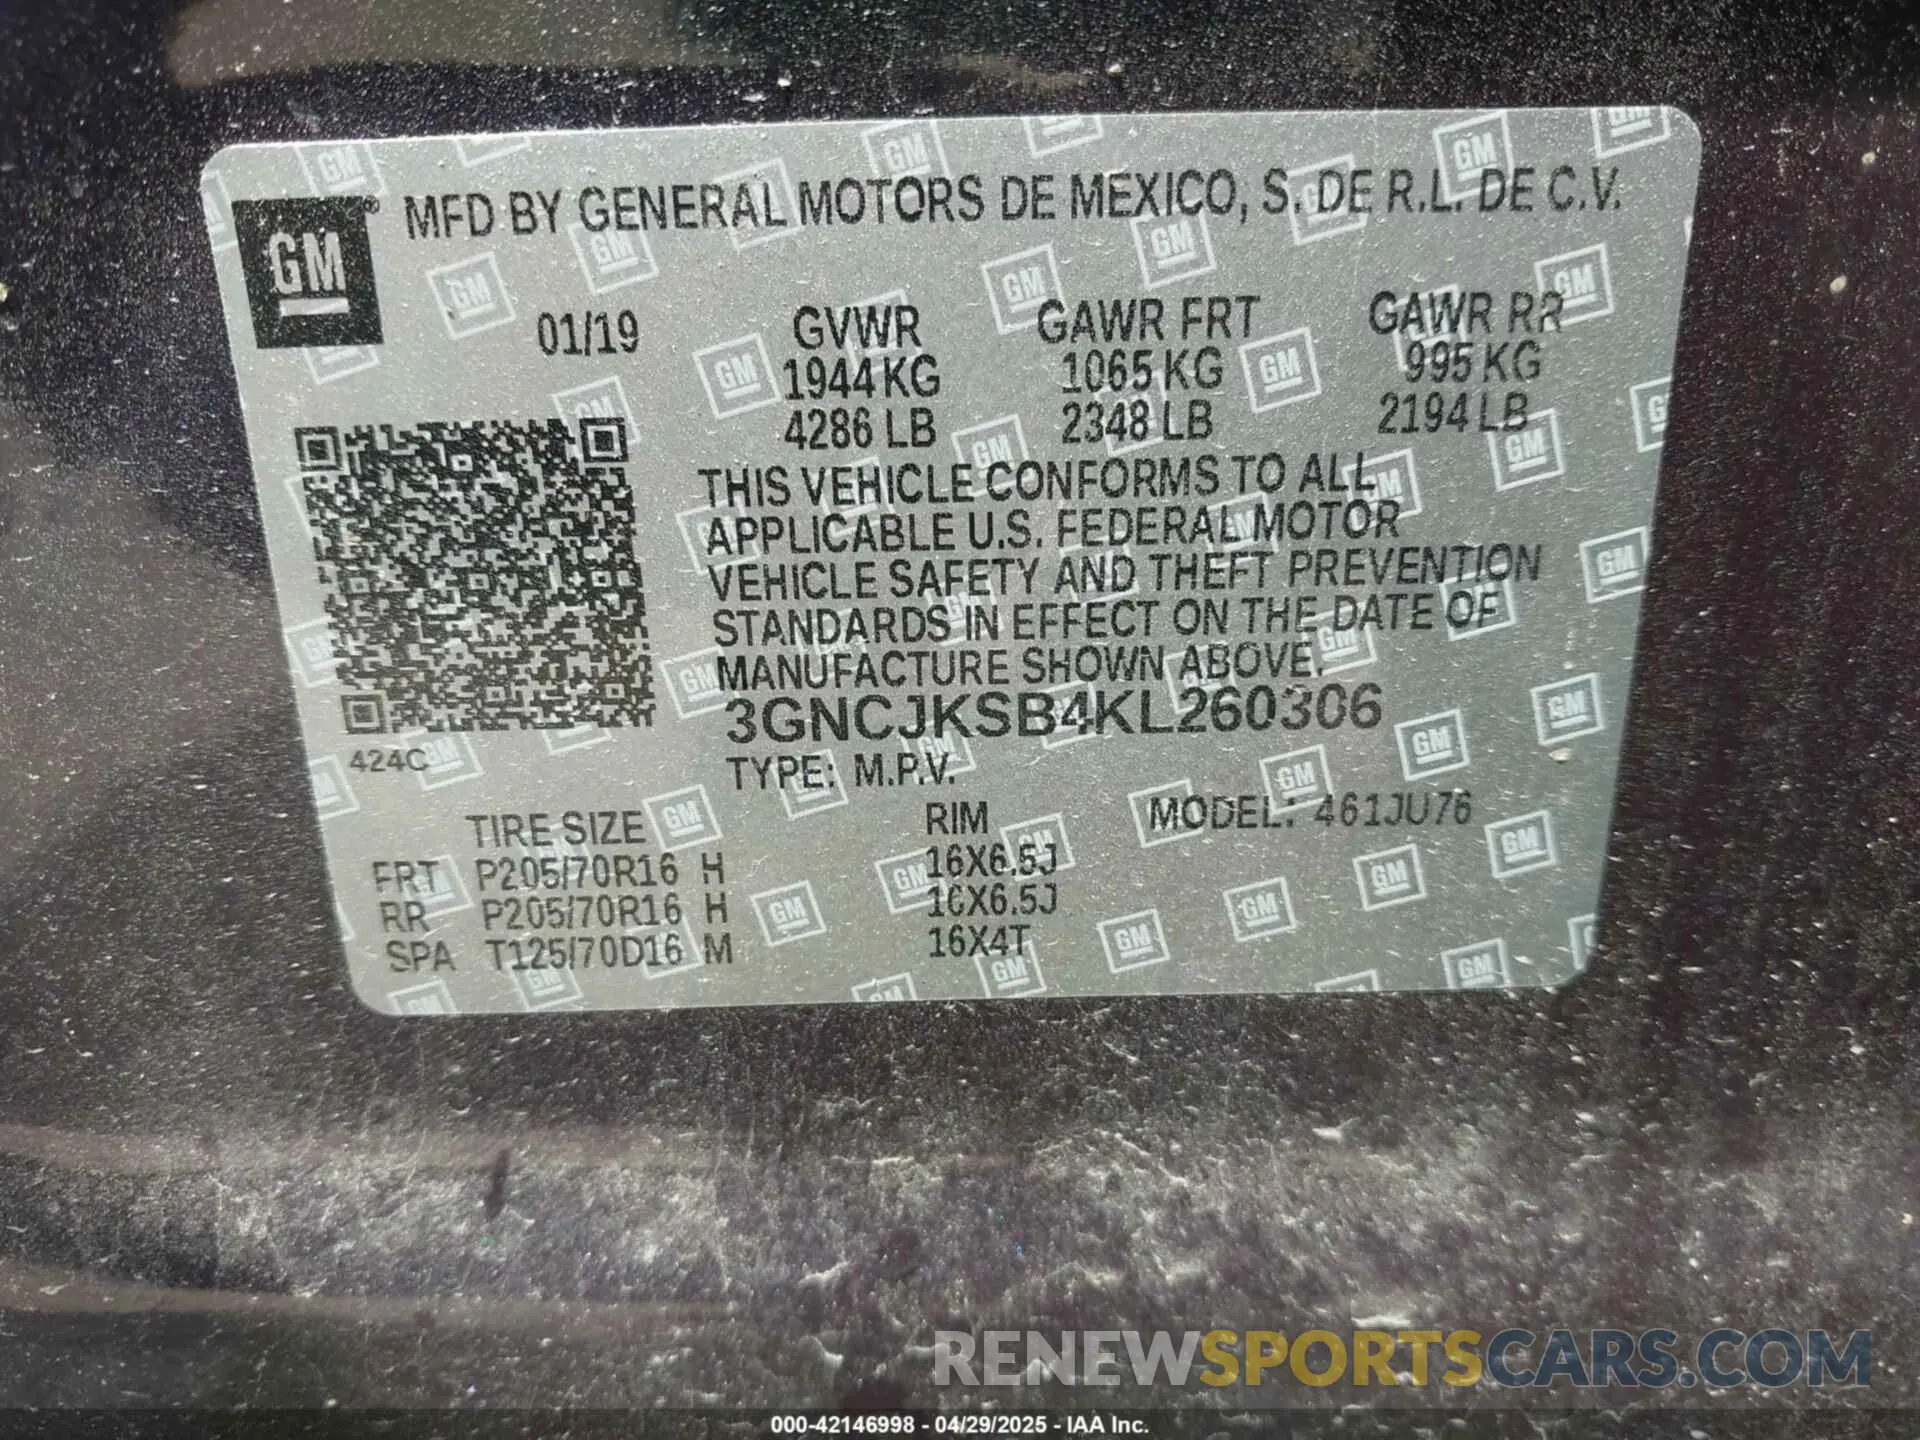 GM® MFD BY GENERAL MOTORS DE MEXICO, S. DE R.L. DE C.V.
01/19 GVWR GAWR FRT GAWR RR
1944 KG 1065 KG 995 KG
4286 LB 2348 LB 2194 LB
THIS VEHICLE CONFORMS TO ALL
APPLICABLE U.S. FEDERAL MOTOR
VEHICLE SAFETY AND THEFT PREVENTION
STANDARDS IN EFFECT ON THE DATE OF
MANUFACTURE SHOWN ABOVE.
3GNCJKSB4KL260306
424C
TYPE: M.P.V.
TIRE SIZE RIM MODEL: 461JU76
FRT P205/70R16 H 16X6.5J
RR P205/70R16 H 16X6.5J
SPA T125/70D16 M 16X4T
RENEWSPORTSCARS.COM
000-42146998 - 04/29/2025 - IAA Inc.